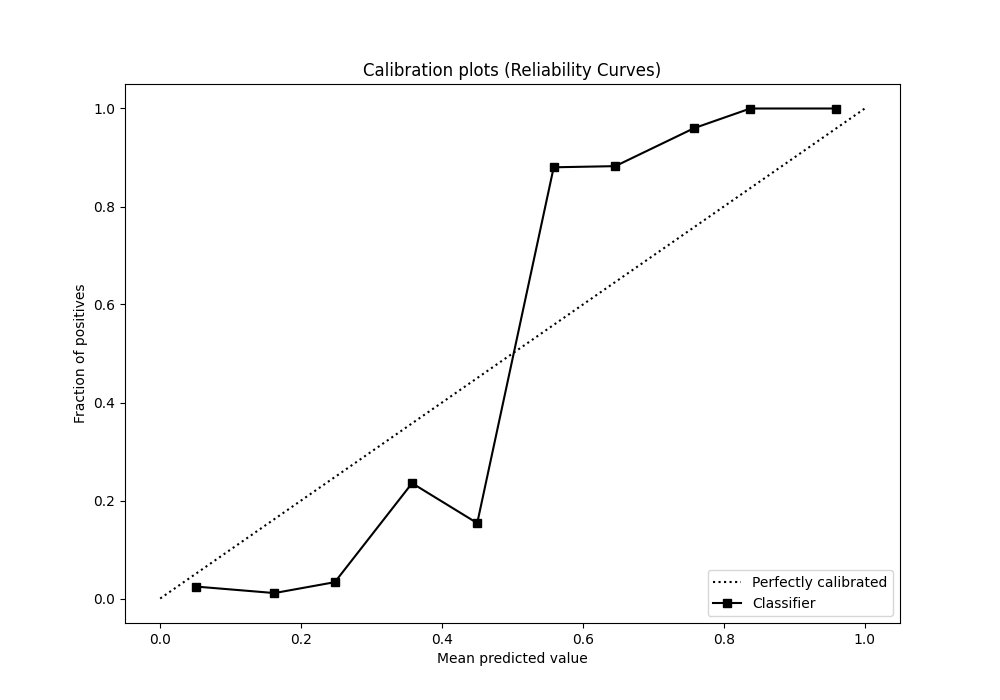 Calibration plots (Reliability Curves)
1.0
0.8
0.6
0.4
0.2
0.0
Fraction of positives
0.0 0.2 0.4 0.6 0.8 1.0
Mean predicted value
Perfectly calibrated
Classifier